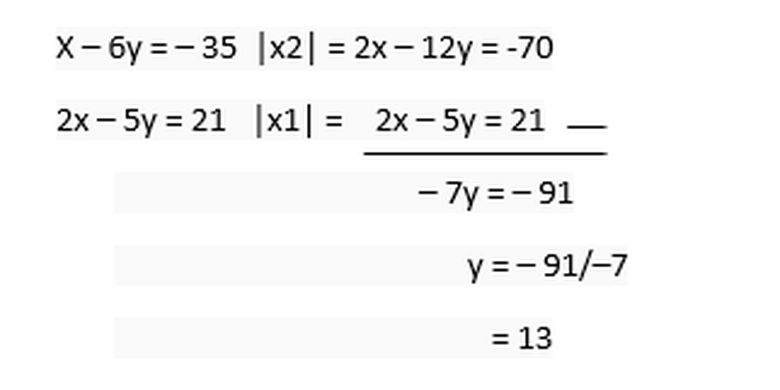 X – 6y = – 35 |x2| = 2x – 12y = -70
2x – 5y = 21 |x1| = 2x – 5y = 21 —
– 7y = – 91
y = – 91/–7
= 13